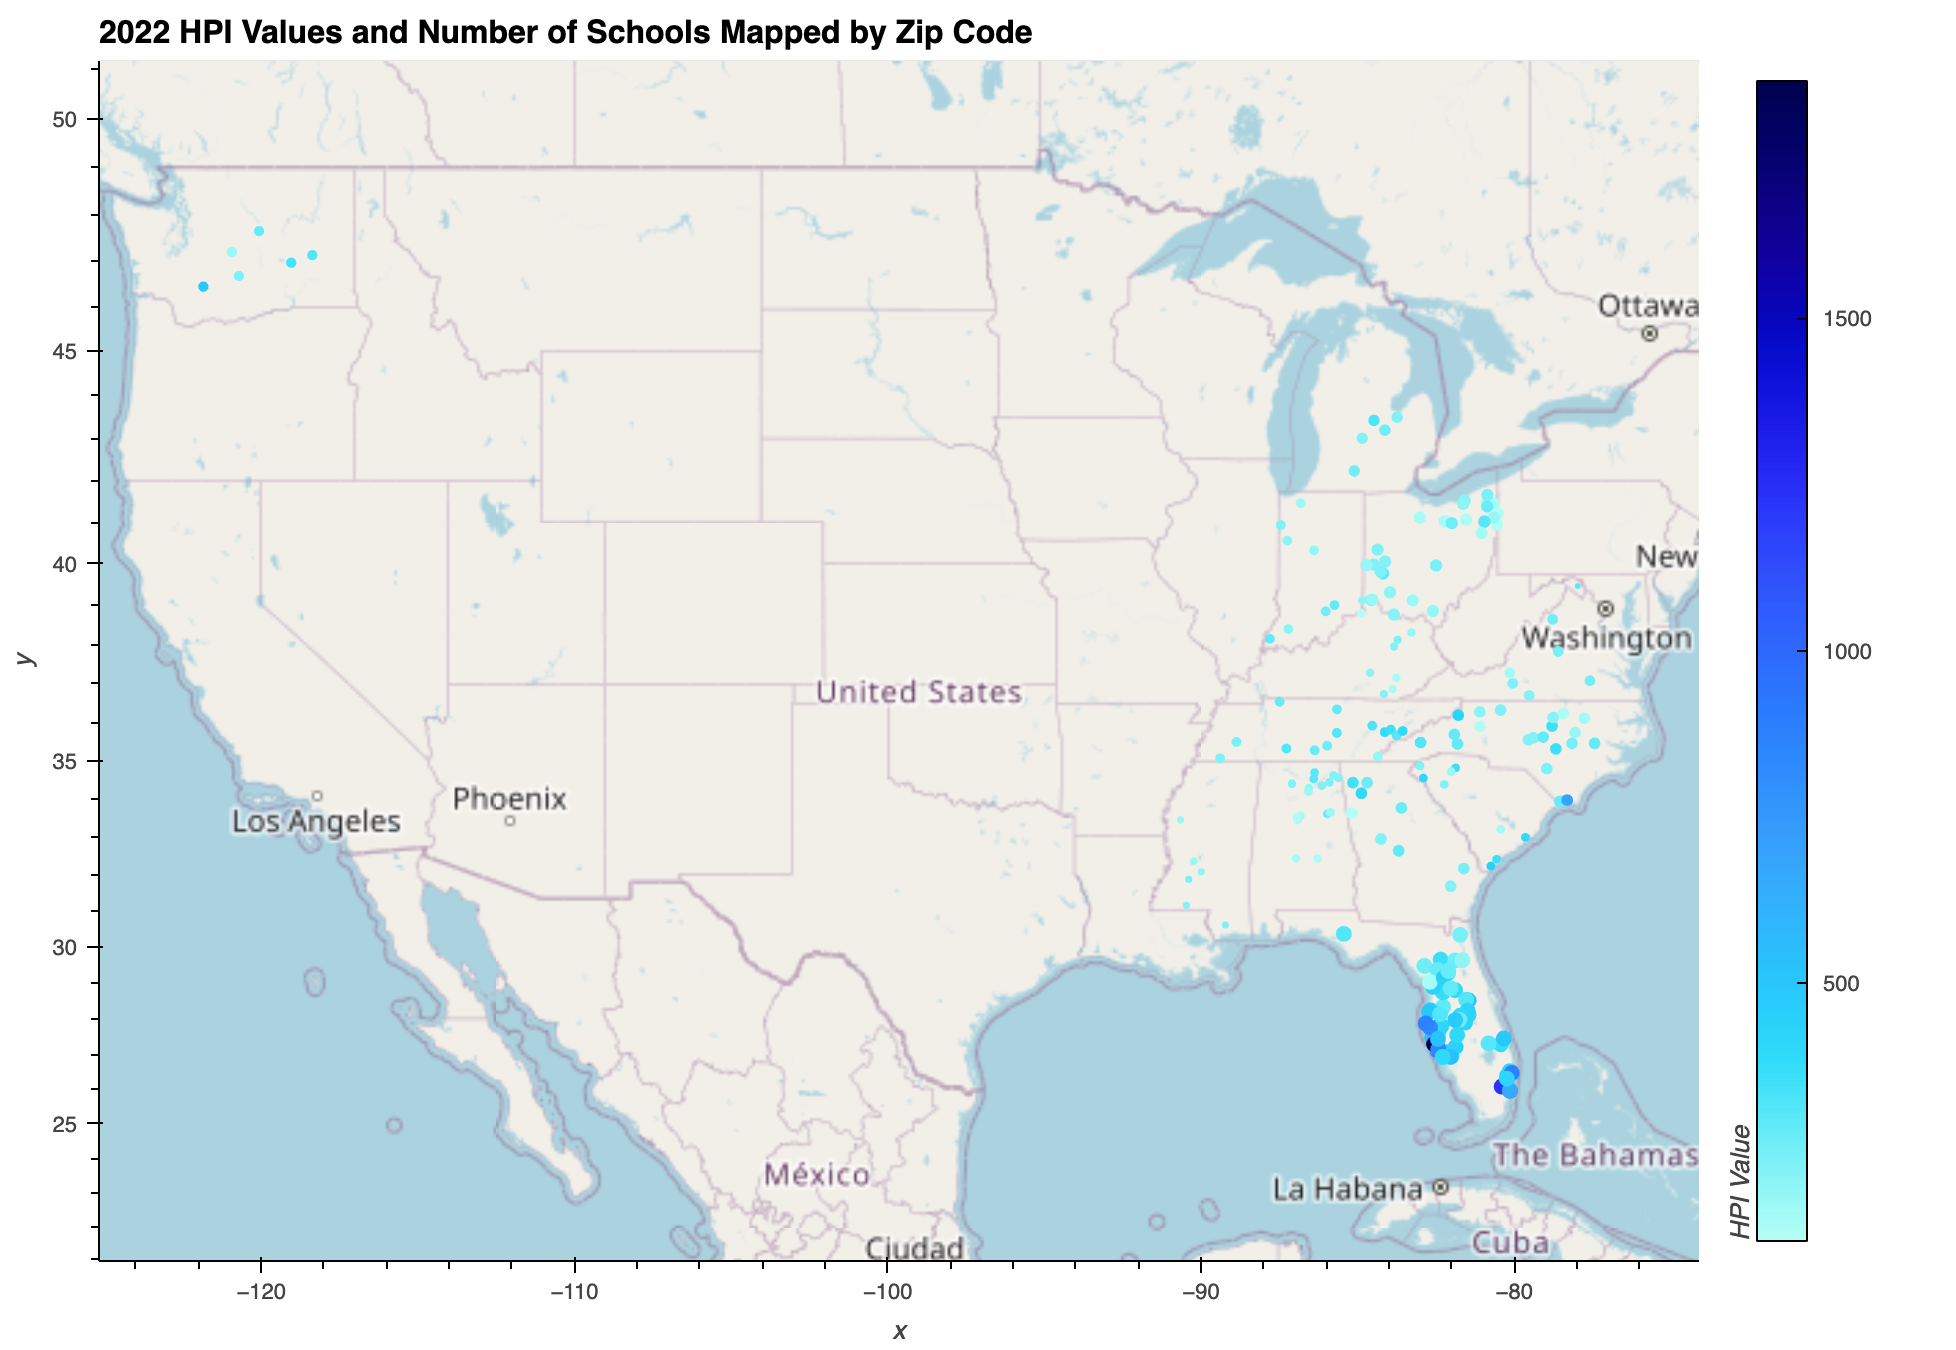 2022 HPI Values and Number of Schools Mapped by Zip Code
50
45
40
35
30
25
y
Ottawa
New
Washington
United States
Phoenix
Los Angeles
México
Ciudad
La Habana
The Bahamas
Cuba
−120
−110
−100
−90
−80
x
1500
1000
500
HPI Value